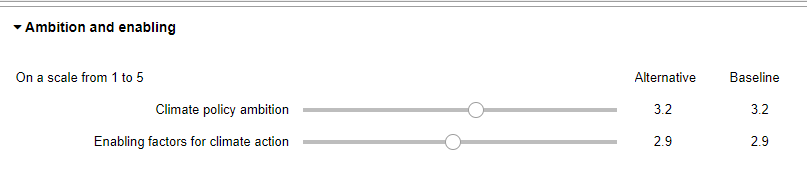 Ambition and enabling
On a scale from 1 to 5 Alternative Baseline
Climate policy ambition 3.2 3.2
Enabling factors for climate action 2.9 2.9